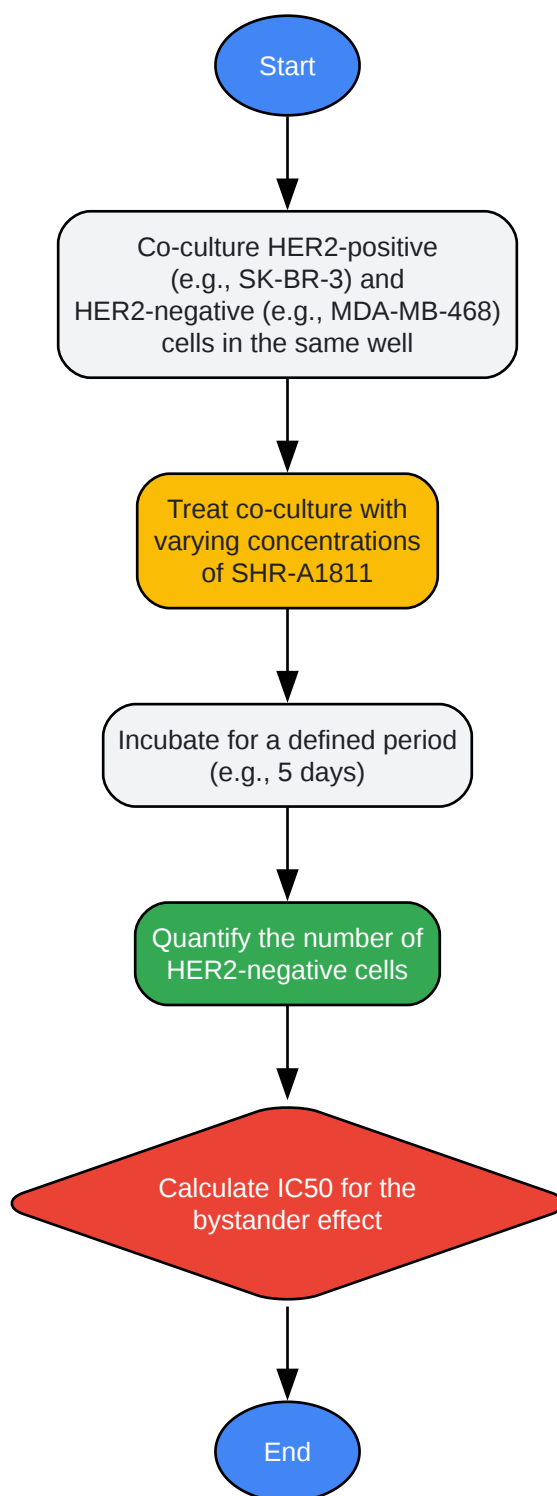 Start
Co-culture HER2-positive
(e.g., SK-BR-3) and
HER2-negative (e.g., MDA-MB-468)
cells in the same well
Treat co-culture with
varying concentrations
of SHR-A1811
Incubate for a defined period
(e.g., 5 days)
Quantify the number of
HER2-negative cells
Calculate IC50 for the
bystander effect
End